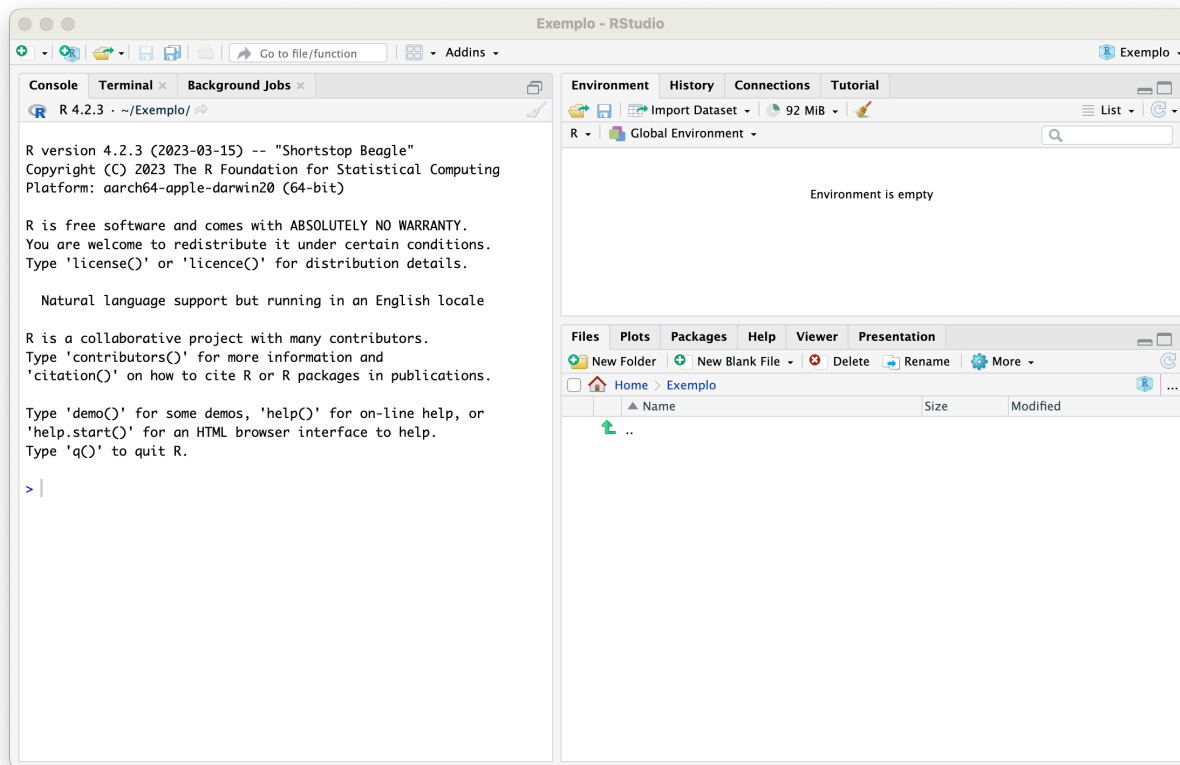 Exemplo - RStudio
Go to file/function
Addins
Exemplo
Console Terminal Background Jobs
R 4.2.3 · ~/Exemplo/
R version 4.2.3 (2023-03-15) -- "Shortstop Beagle"
Copyright (C) 2023 The R Foundation for Statistical Computing
Platform: aarch64-apple-darwin20 (64-bit)
R is free software and comes with ABSOLUTELY NO WARRANTY.
You are welcome to redistribute it under certain conditions.
Type 'license()' or 'licence()' for distribution details.
Natural language support but running in an English locale
R is a collaborative project with many contributors.
Type 'contributors()' for more information and
'citation()' on how to cite R or R packages in publications.
Type 'demo()' for some demos, 'help()' for on-line help, or
'help.start()' for an HTML browser interface to help.
Type 'q()' to quit R.
>
Environment History Connections Tutorial
Import Dataset 92 MiB List
R Global Environment
Environment is empty
Files Plots Packages Help Viewer Presentation
New Folder New Blank File Delete Rename More
Home Exemplo ...
Name Size Modified
..